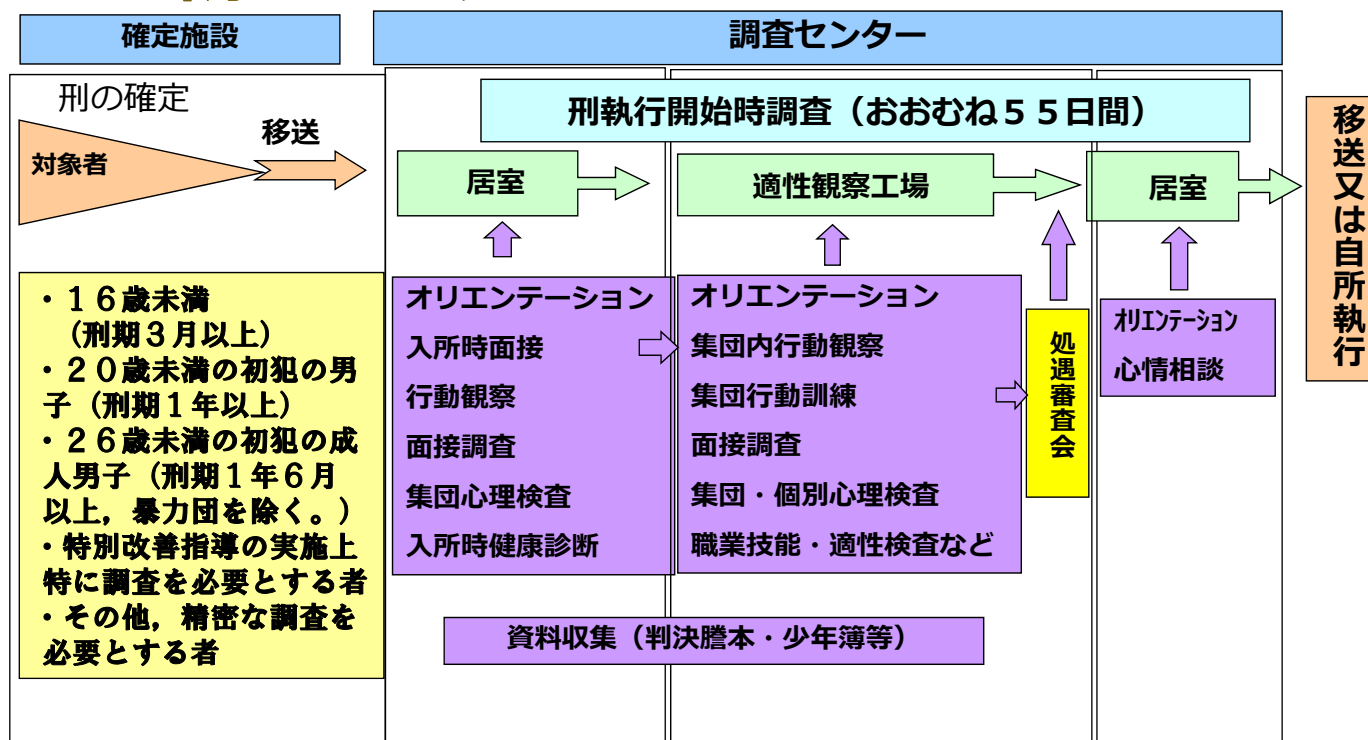 確定施設
調査センター
刑の確定
対象者
移送
刑執行開始時調査(おおむね55日間)
居室
適性観察工場
居室
移送又は自所執行
・16歳未満
(刑期3月以上)
・20歳未満の初犯の男
子(刑期1年以上)
・26歳未満の初犯の成
人男子(刑期1年6月
以上,暴力団を除く。)
・特別改善指導の実施上
特に調査を必要とする者
・その他,精密な調査を
必要とする者
オリエンテーション
入所時面接
行動観察
面接調査
集団心理検査
入所時健康診断
オリエンテーション
集団内行動観察
集団行動訓練
面接調査
集団・個別心理検査
職業技能・適性検査など
処遇審査会
オリエンテーション
心情相談
資料収集(判決謄本・少年簿等)